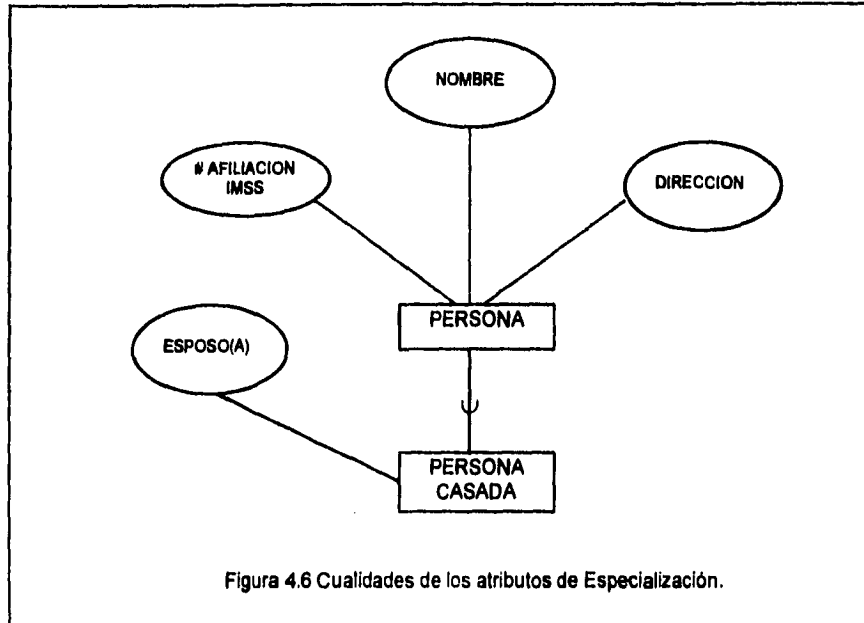 NOMBRE
# AFILIACION
IMSS
DIRECCION
PERSONA
ESPOSO(A)
PERSONA
CASADA
Figura 4.6 Cualidades de los atributos de Especialización.